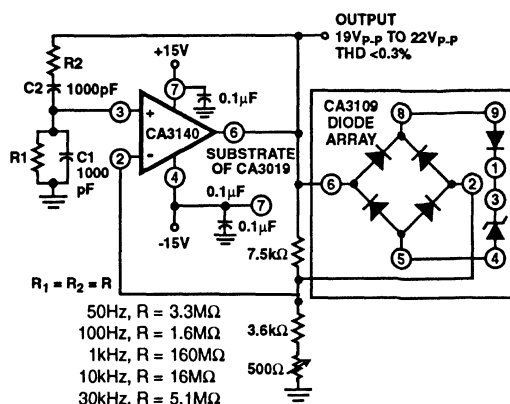 OUTPUT
19VP-P TO 22VP-P
THD <0.3%
+15V
R2
C2
1000pF
7
0.1μF
CA3109
DIODE
ARRAY
8
9
3
+
CA3140
6
R1
C1
1000
pF
2
-
SUBSTRATE
OF CA3019
6
2
1
3
4
0.1μF
7
-15V
7.5kΩ
5
4
R1 = R2 = R
50Hz, R = 3.3MΩ
100Hz, R = 1.6MΩ
1kHz, R = 160MΩ
10kHz, R = 16MΩ
30kHz, R = 5.1MΩ
3.6kΩ
500Ω